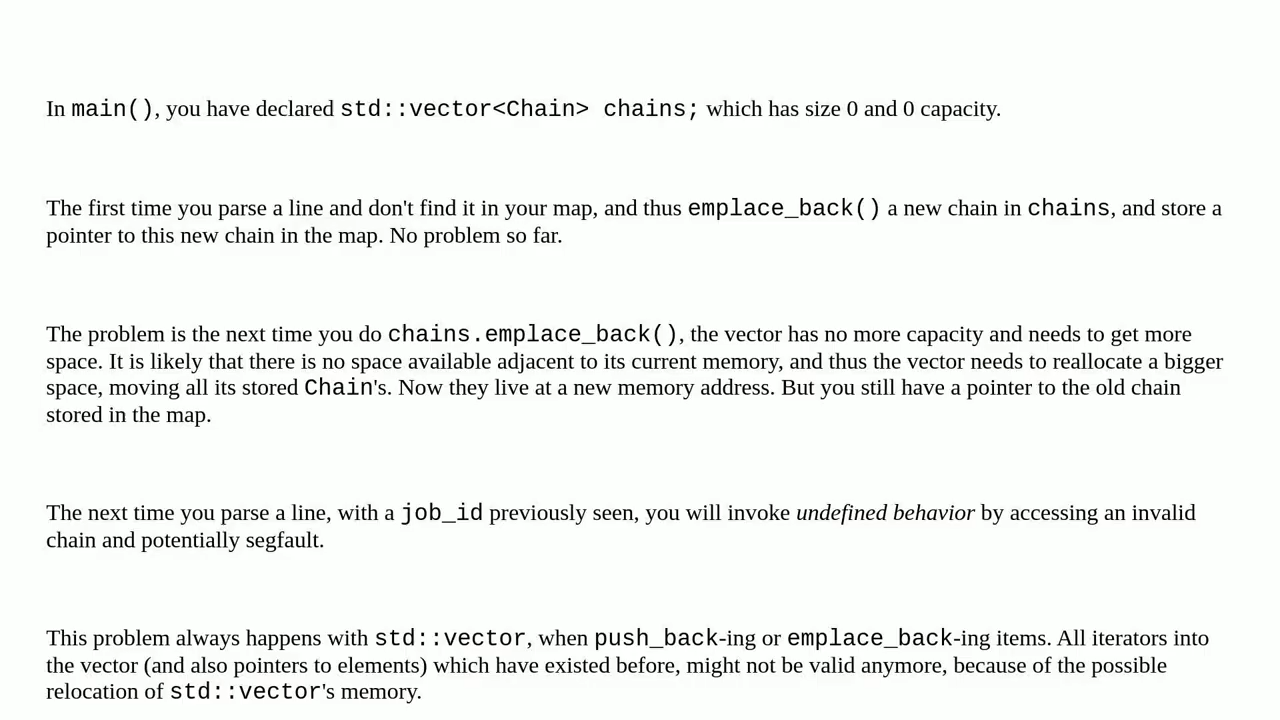 In main(), you have declared std::vector<Chain> chains; which has size 0 and 0 capacity.
The first time you parse a line and don't find it in your map, and thus emplace_back() a new chain in chains, and store a
pointer to this new chain in the map. No problem so far.
The problem is the next time you do chains.emplace_back(), the vector has no more capacity and needs to get more
space. It is likely that there is no space available adjacent to its current memory, and thus the vector needs to reallocate a bigger
space, moving all its stored Chain's. Now they live at a new memory address. But you still have a pointer to the old chain
stored in the map.
The next time you parse a line, with a job_id previously seen, you will invoke undefined behavior by accessing an invalid
chain and potentially segfault.
This problem always happens with std::vector, when push_back-ing or emplace_back-ing items. All iterators into
the vector (and also pointers to elements) which have existed before, might not be valid anymore, because of the possible
relocation of std::vector's memory.